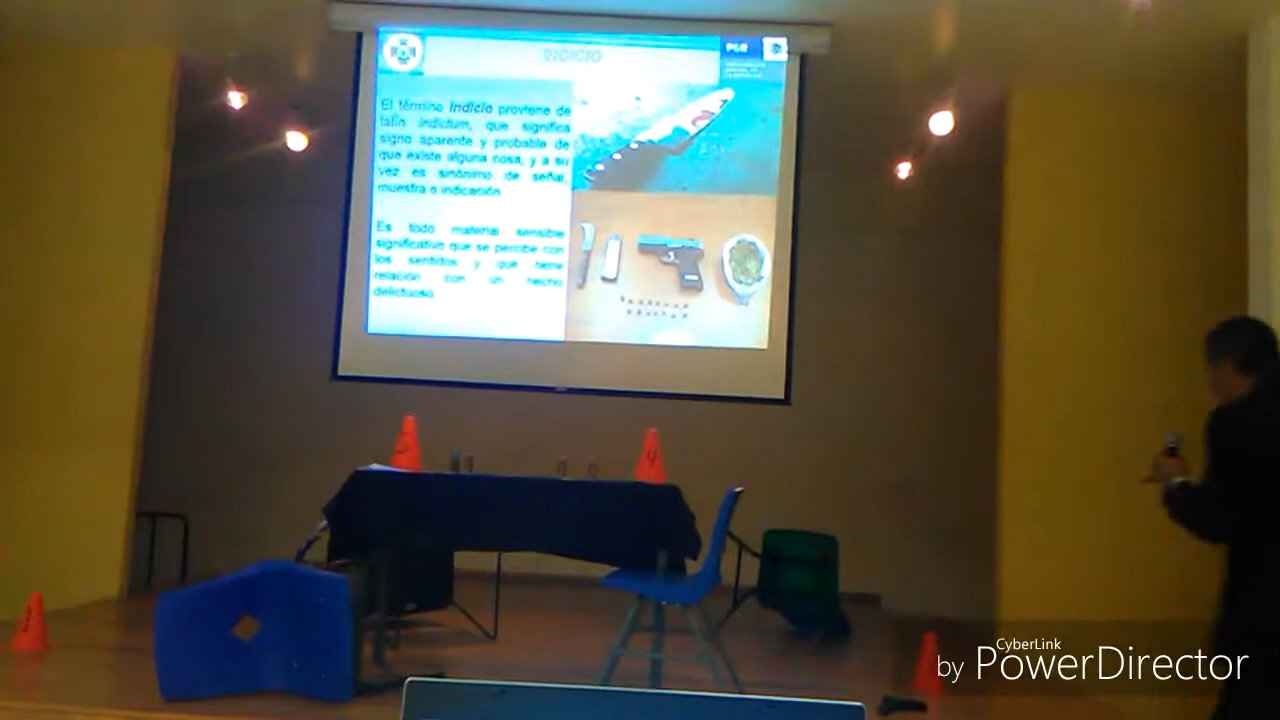 INDICIO
PGR
El término Indicio proviene de
latín indictum, que significa
signo aparente y probable de
que existe alguna cosa, y a su
vez es sinónimo de señal,
muestra o indicación.
Es todo material sensible
significativo que se percibe con
los sentidos y que tiene
relación con un hecho
delictuoso.
4
CyberLink
by PowerDirector